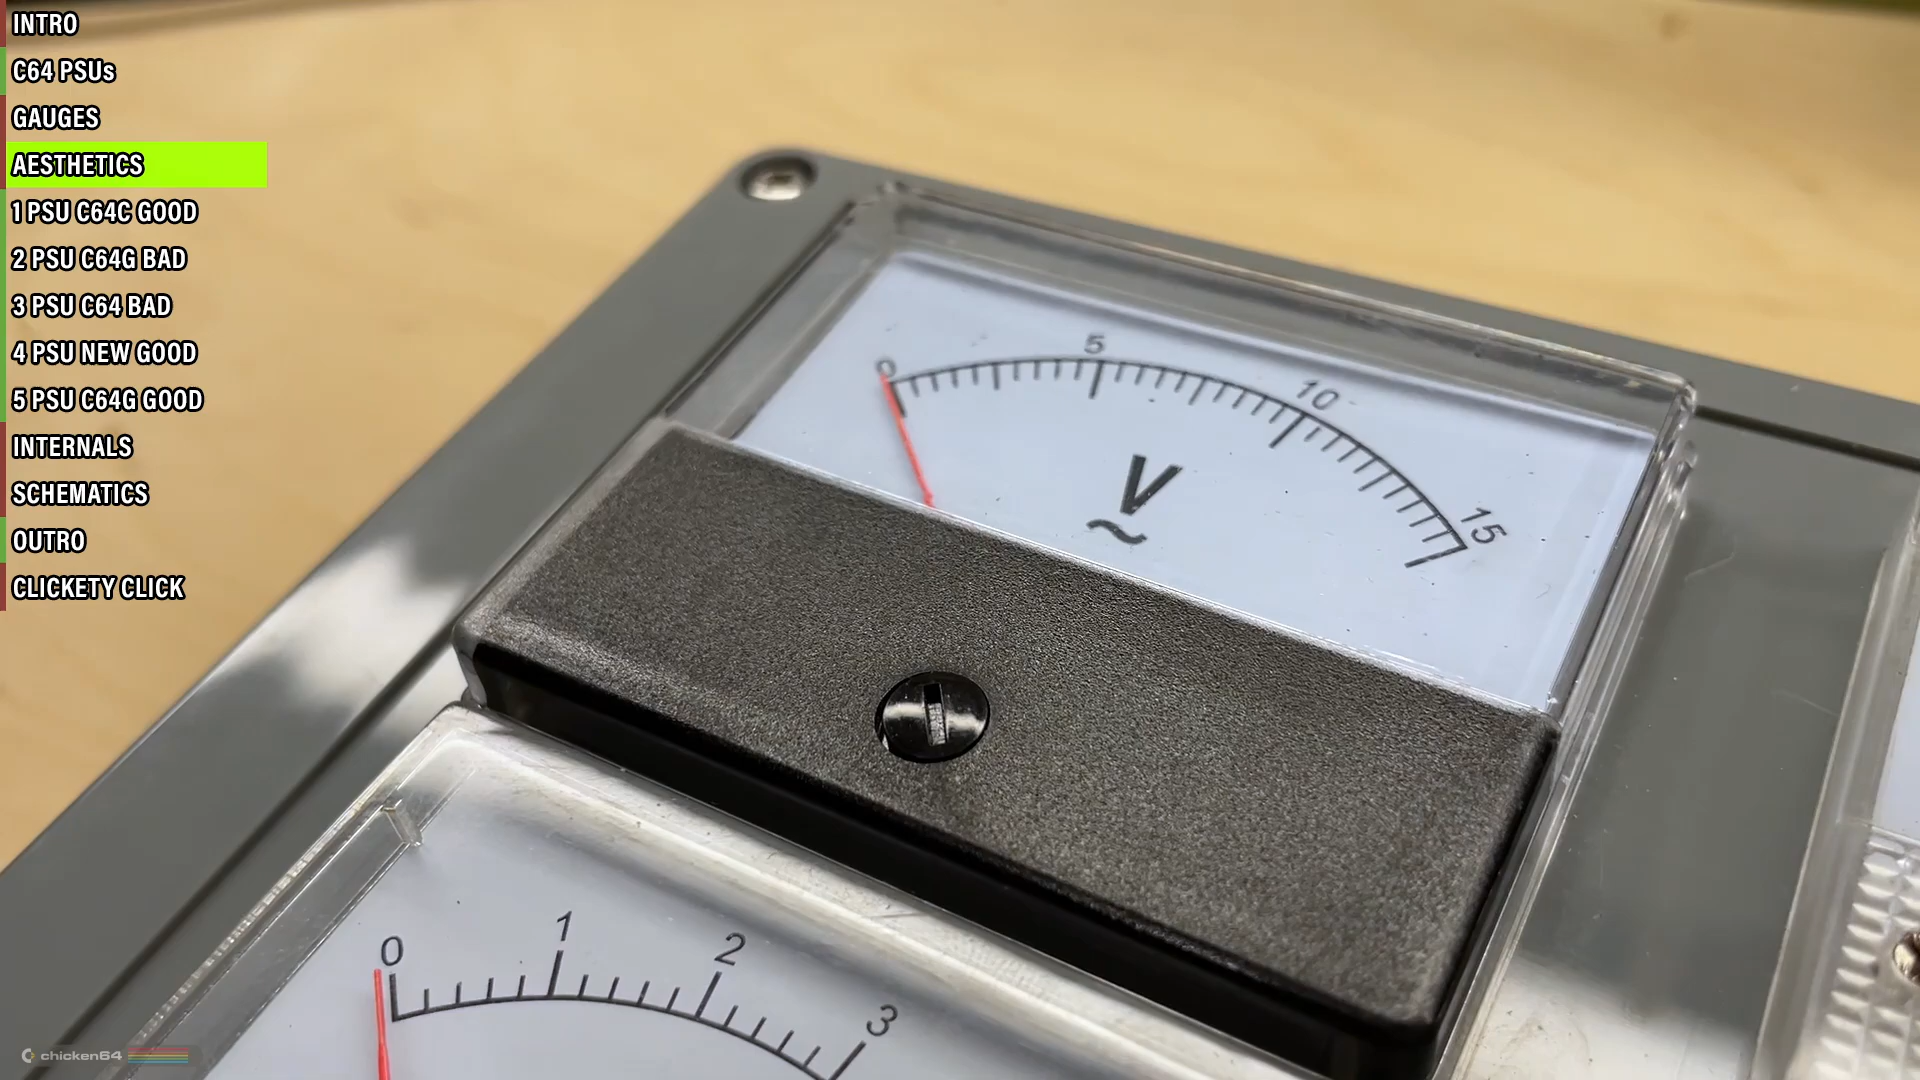 INTRO
C64 PSUs
GAUGES
AESTHETICS
1 PSU C64C GOOD
2 PSU C64G BAD
3 PSU C64 BAD
4 PSU NEW GOOD
5 PSU C64G GOOD
INTERNALS
SCHEMATICS
OUTRO
CLICKETY CLICK
0 5 10 15
V
~
0 1 2 3
chicken64